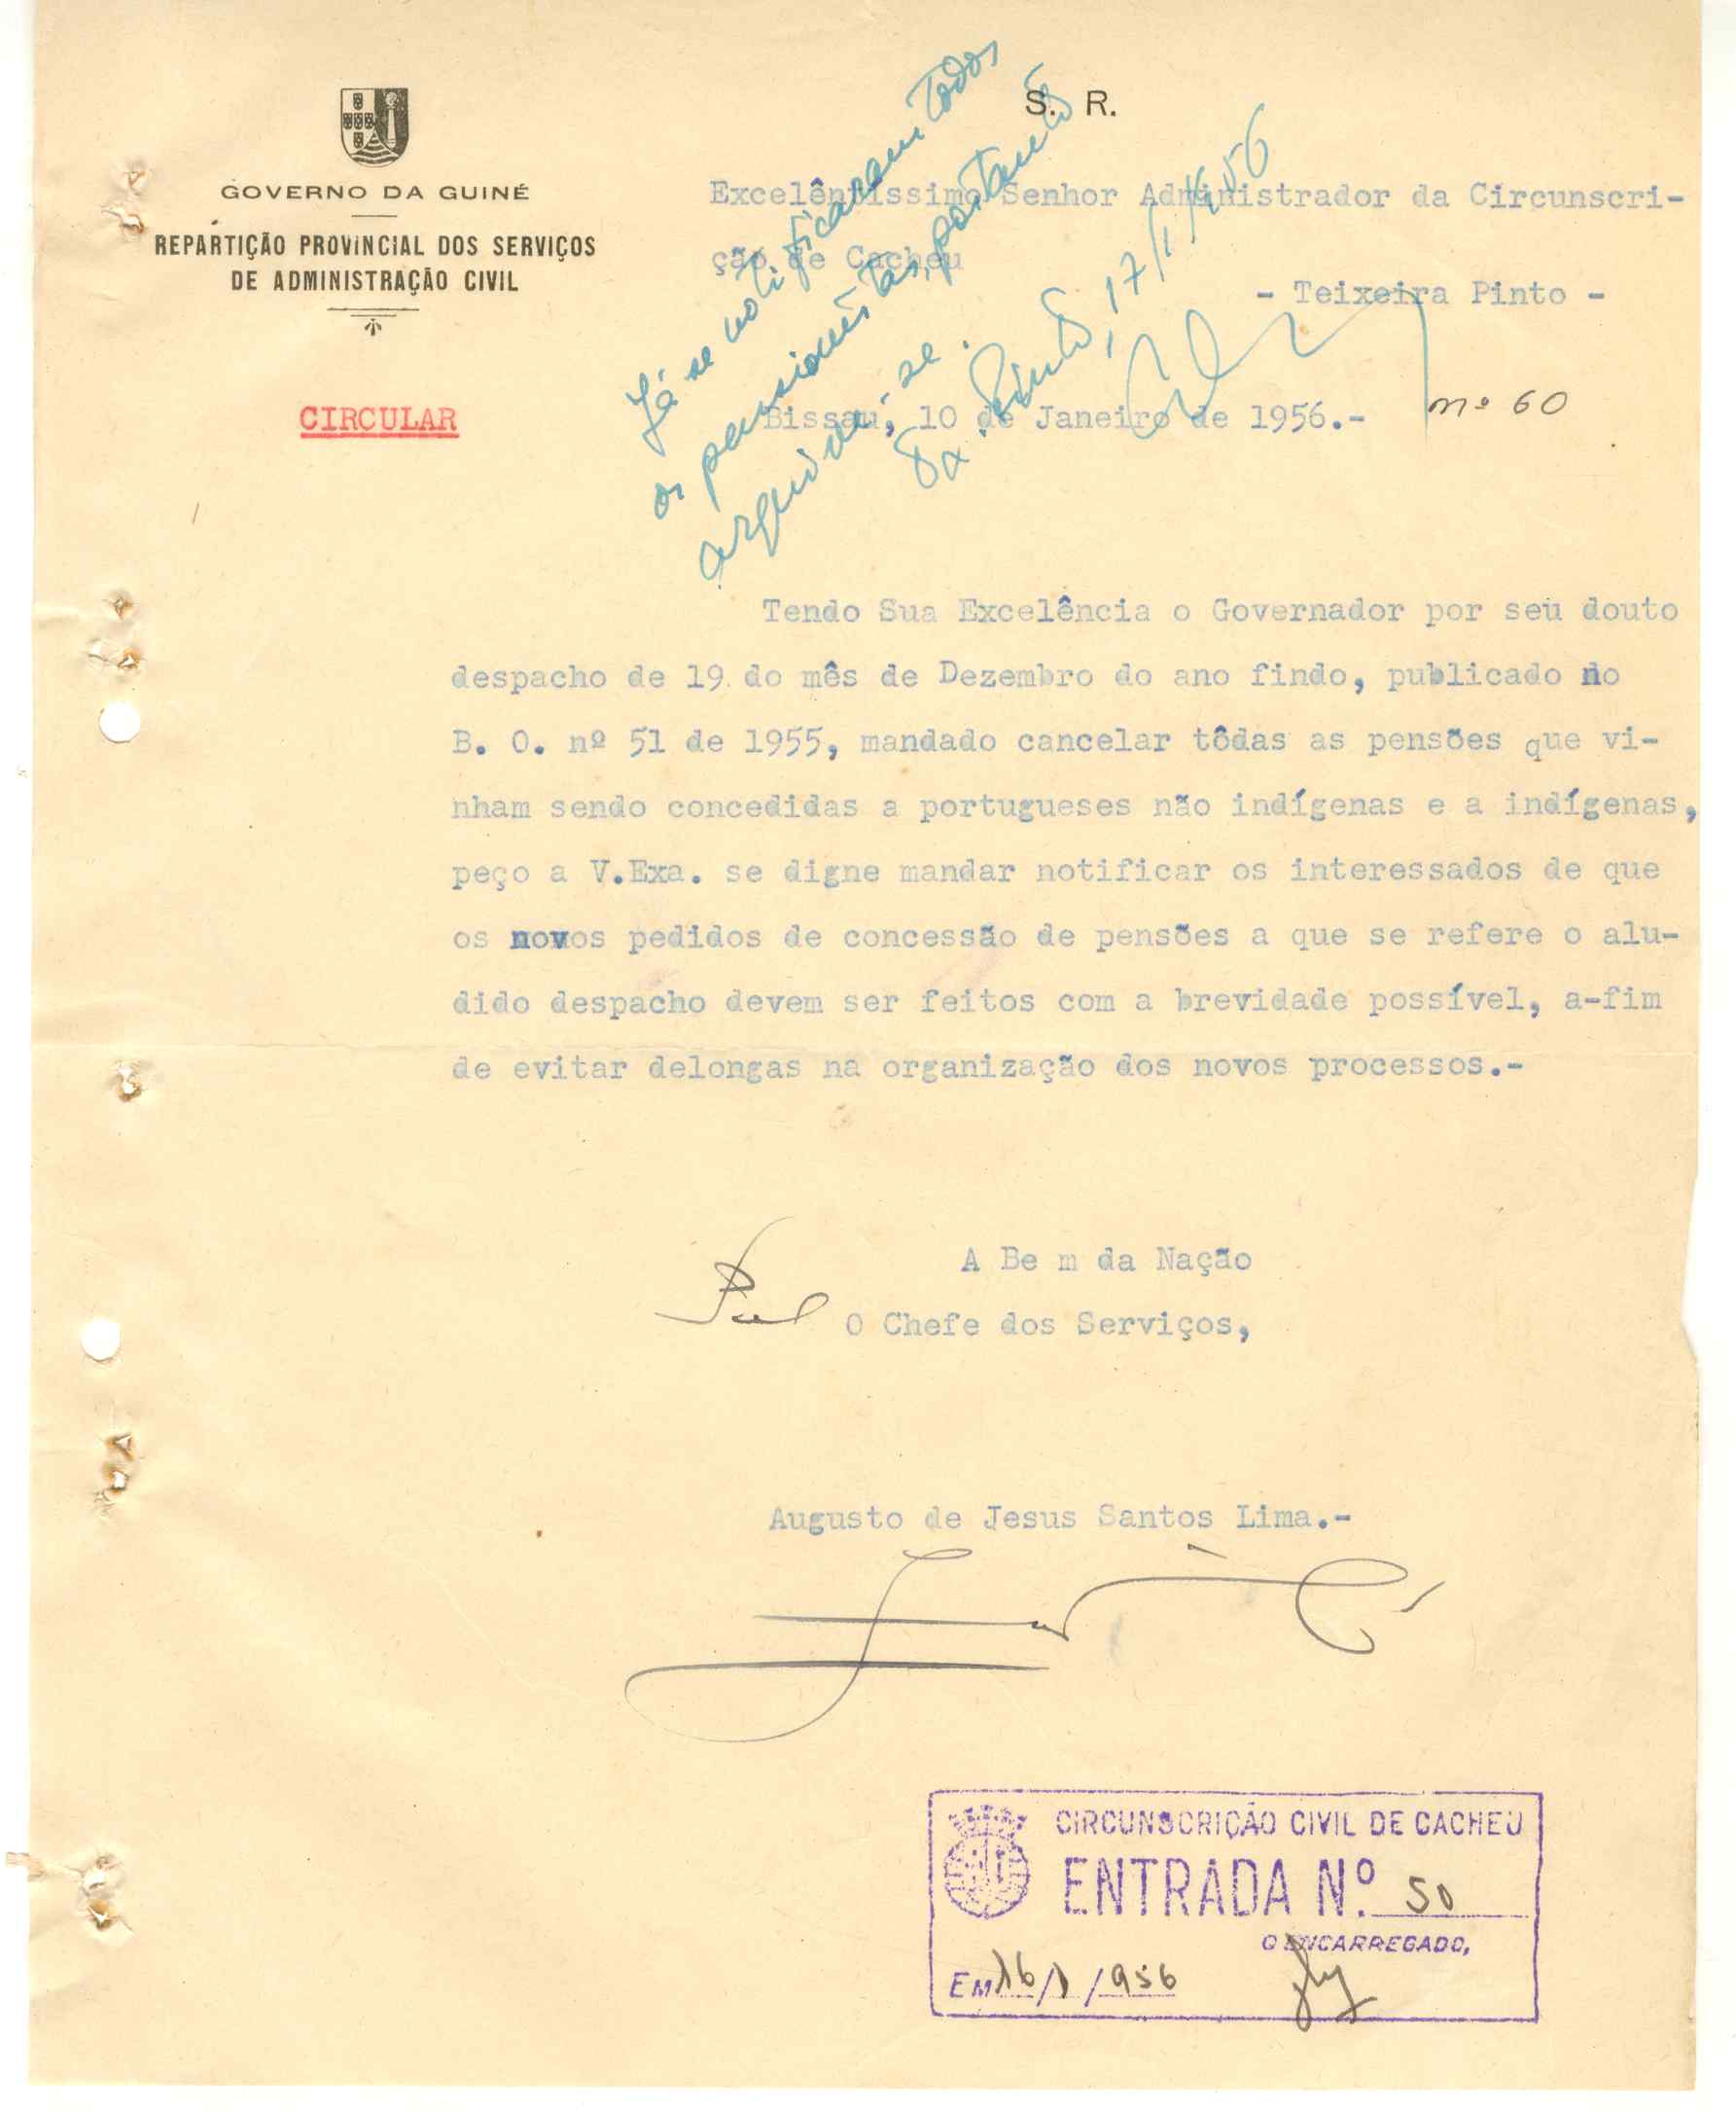 S. R.
GOVERNO DA GUINÉ
REPARTIÇÃO PROVINCIAL DOS SERVIÇOS
DE ADMINISTRAÇÃO CIVIL
CIRCULAR
Excelêntissimo Senhor Administrador da Circunscri-
ção de Cacheu
- Teixeira Pinto -
Bissau, 10 de Janeiro de 1956.- nº 60
Já se notificaram todos
os pensionistas, portanto
arquive-se.
Tx. Pinto, 17/1/956
Tendo Sua Excelência o Governador por seu douto
despacho de 19 do mês de Dezembro do ano findo, publicado no
B. O. nº 51 de 1955, mandado cancelar tôdas as pensões que vi-
nham sendo concedidas a portugueses não indígenas e a indígenas,
peço a V.Exa. se digne mandar notificar os interessados de que
os novos pedidos de concessão de pensões a que se refere o alu-
dido despacho devem ser feitos com a brevidade possível, a-fim
de evitar delongas na organização dos novos processos.-
A Be m da Nação
O Chefe dos Serviços,
Augusto de Jesus Santos Lima.-
CIRCUNSCRIÇÃO CIVIL DE CACHEU
ENTRADA Nº. 50
O ENCARREGADO,
EM 16/1/956